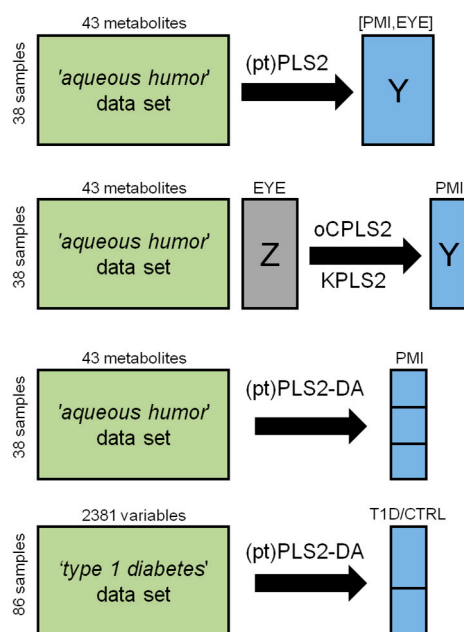 43 metabolites
[PMI,EYE]
38 samples
'aqueous humor'
data set
(pt)PLS2
Y
43 metabolites
EYE
PMI
38 samples
'aqueous humor'
data set
Z
oCPLS2
KPLS2
Y
43 metabolites
PMI
38 samples
'aqueous humor'
data set
(pt)PLS2-DA
2381 variables
T1D/CTRL
86 samples
‘type 1 diabetes’
data set
(pt)PLS2-DA